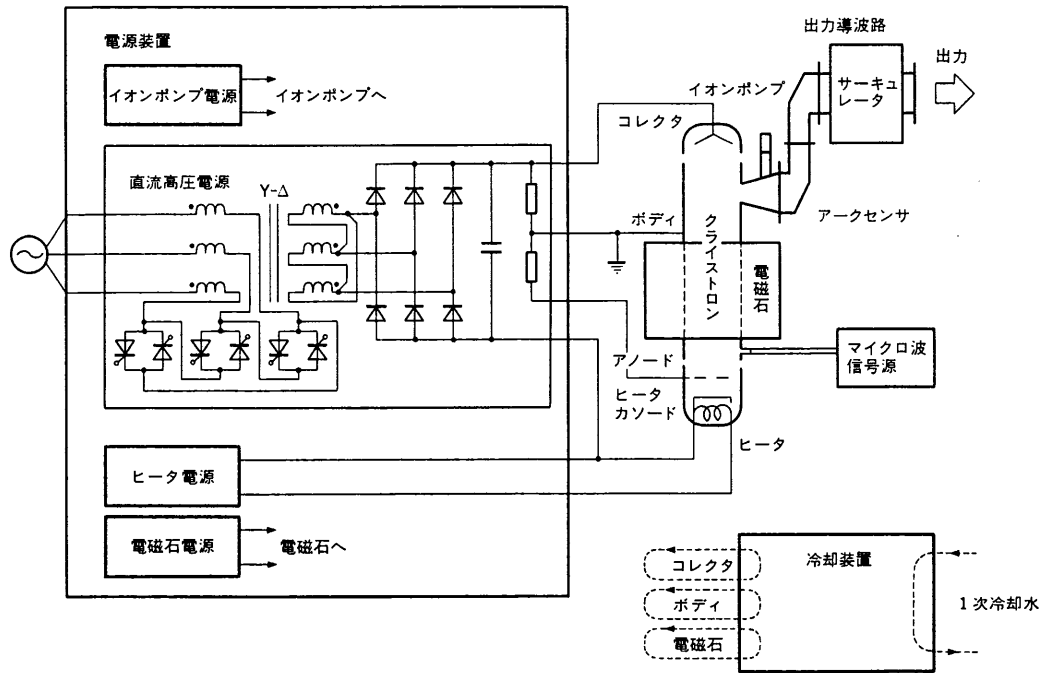 電源装置
イオンポンプ電源
イオンポンプへ
直流高圧電源
Y-Δ
ヒータ電源
電磁石電源
電磁石へ
出力導波路
サーキュ
レータ
出力
イオンポンプ
コレクタ
アークセンサ
ボディ
クライストロン
電磁石
マイクロ波
信号源
アノード
ヒータ
カソード
ヒータ
冷却装置
コレクタ
ボディ
電磁石
1次冷却水